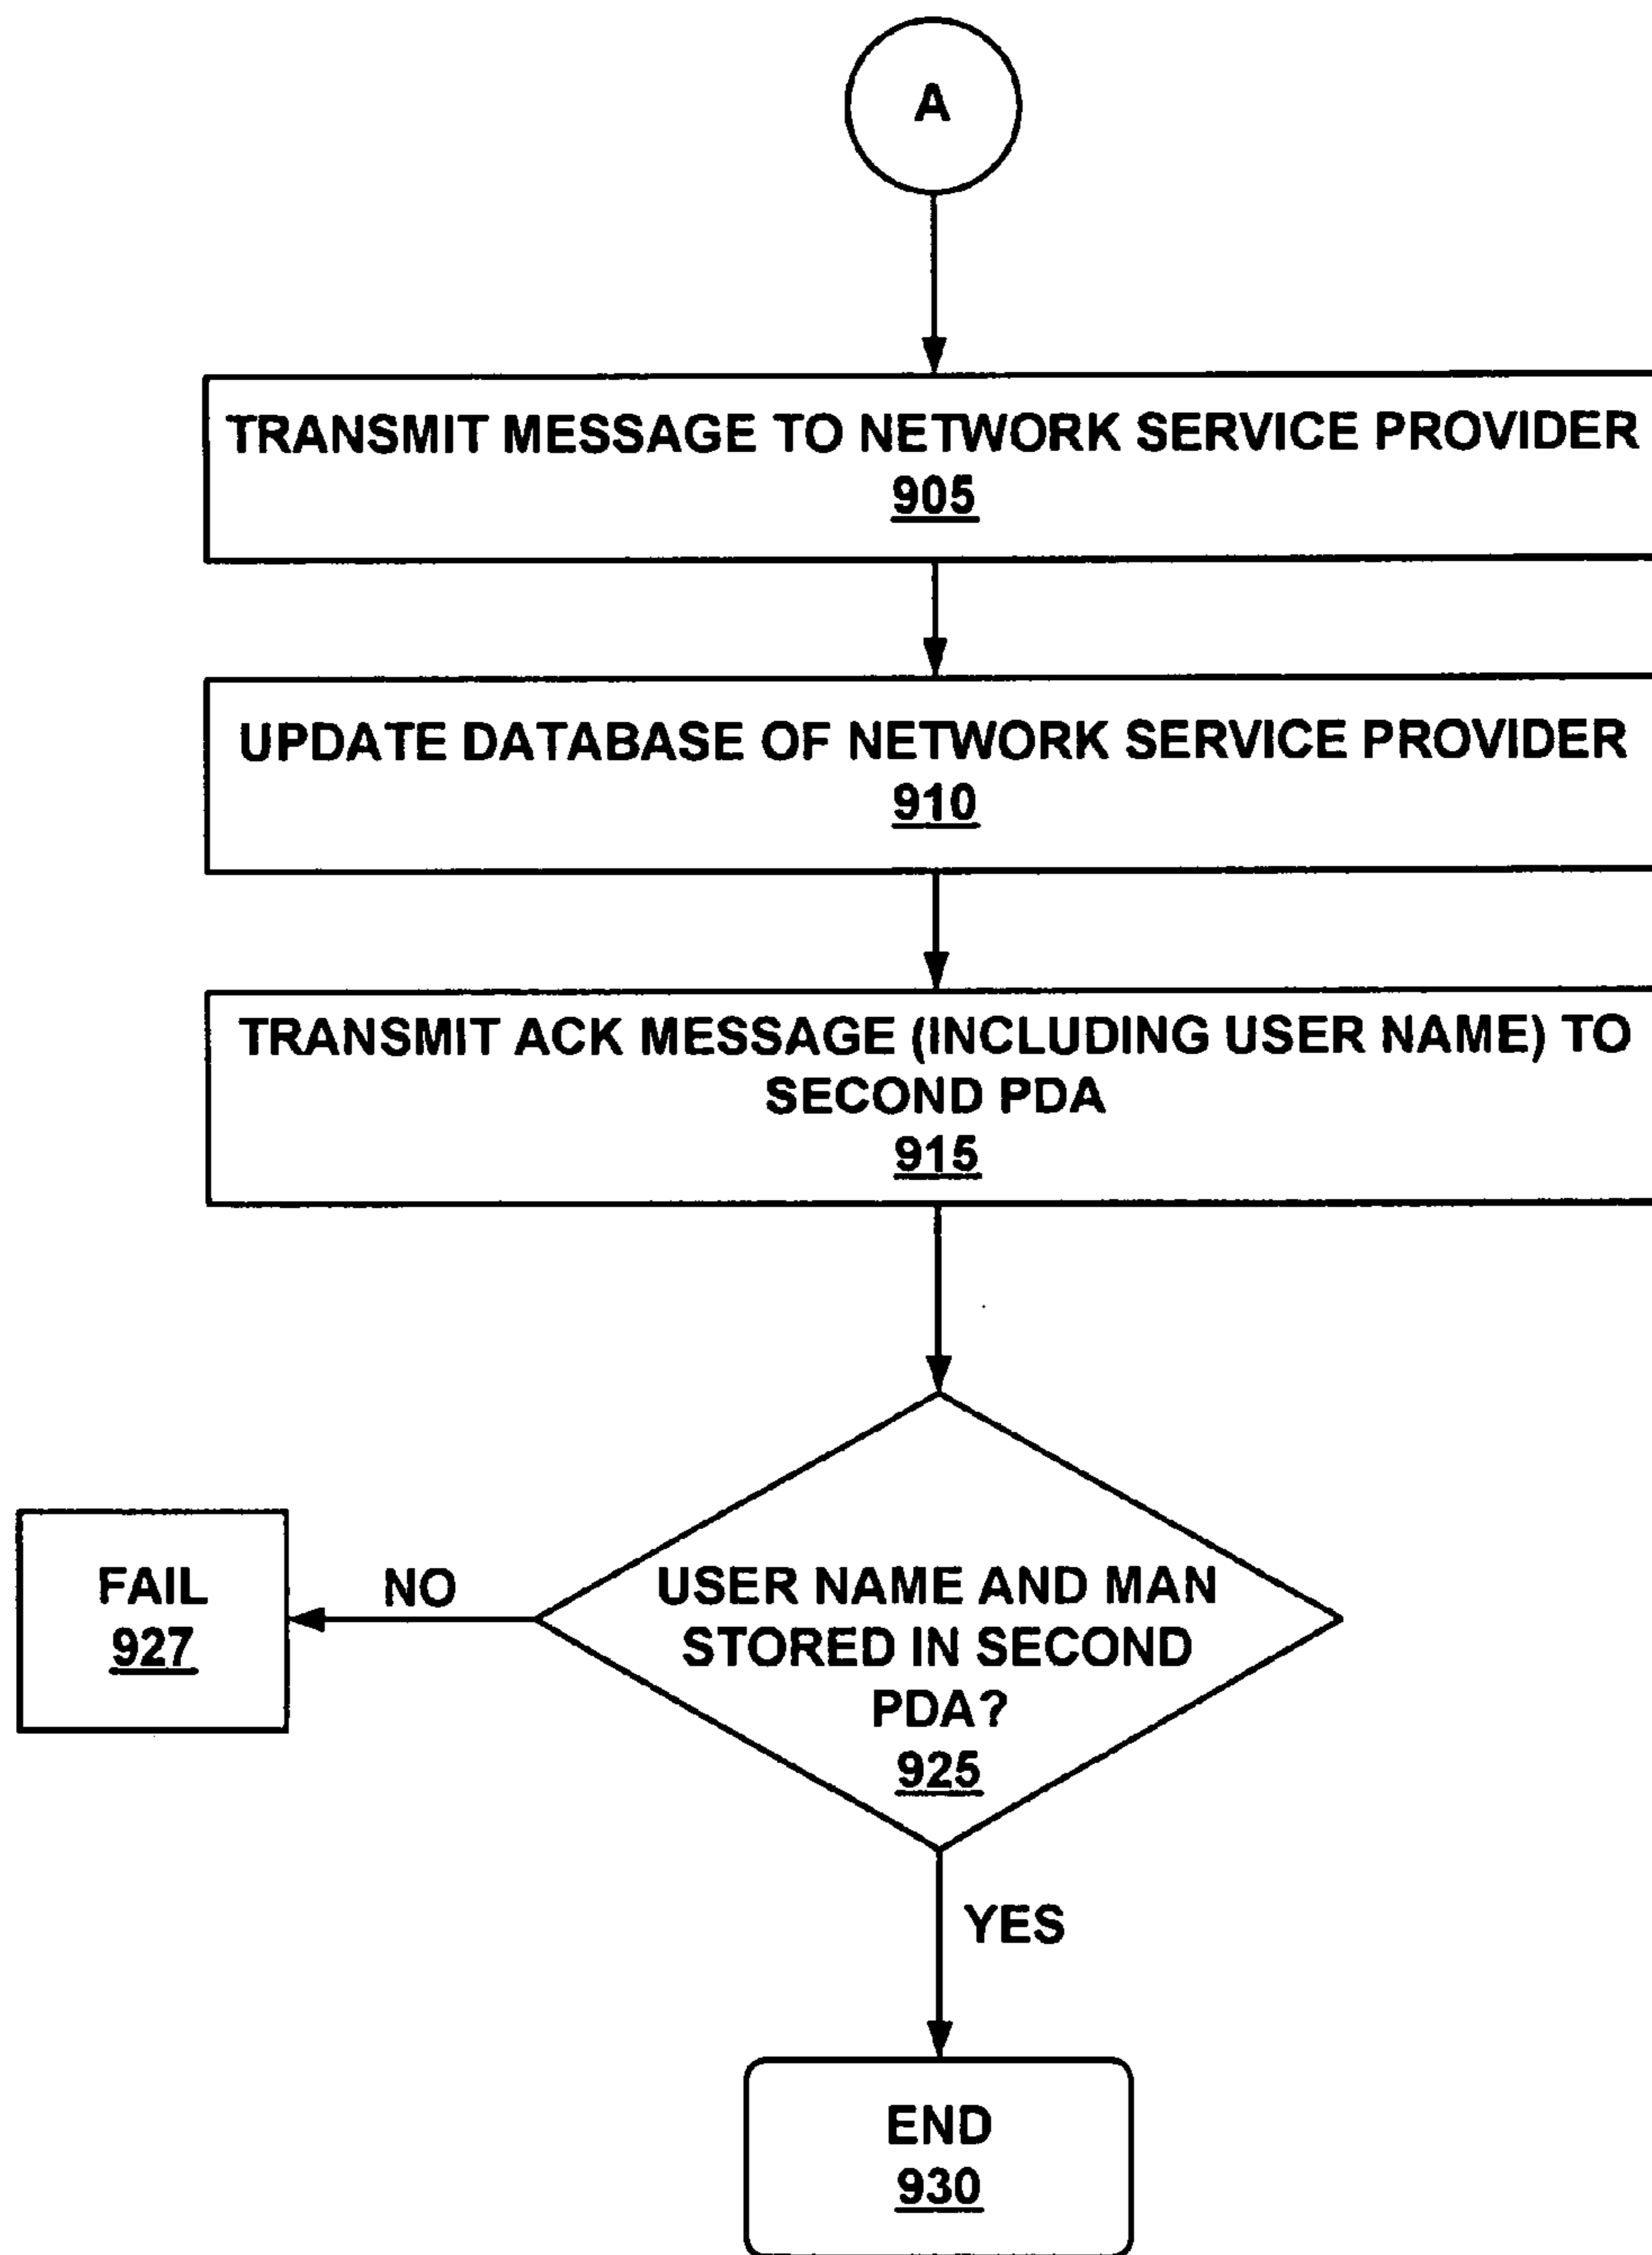 A
TRANSMIT MESSAGE TO NETWORK SERVICE PROVIDER
905
UPDATE DATABASE OF NETWORK SERVICE PROVIDER
910
TRANSMIT ACK MESSAGE (INCLUDING USER NAME) TO
SECOND PDA
915
USER NAME AND MAN
STORED IN SECOND
PDA?
925
NO
FAIL
927
YES
END
930